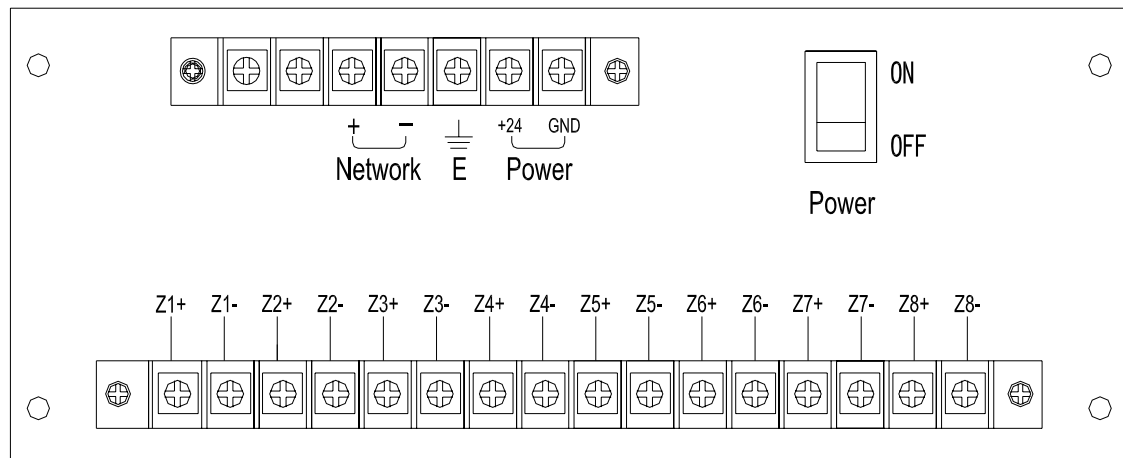 ON
+ − +24 GND
OFF
Network E Power
Power
Z1+ Z1- Z2+ Z2- Z3+ Z3- Z4+ Z4- Z5+ Z5- Z6+ Z6- Z7+ Z7- Z8+ Z8-